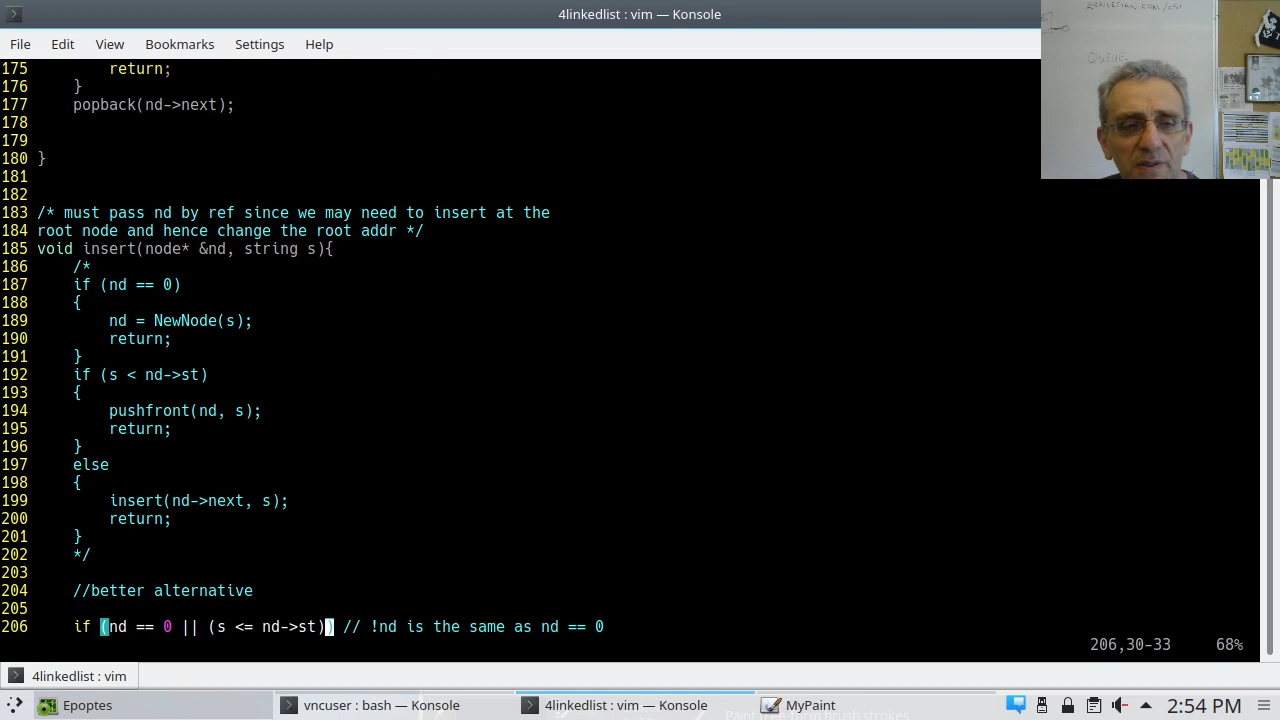 4linkedlist : vim — Konsole
File Edit View Bookmarks Settings Help
175 return;
176 }
177 popback(nd->next);
178
179
180 }
181
182
183 /* must pass nd by ref since we may need to insert at the
184 root node and hence change the root addr */
185 void insert(node* &nd, string s){
186 /*
187 if (nd == 0)
188 {
189 nd = NewNode(s);
190 return;
191 }
192 if (s < nd->st)
193 {
194 pushfront(nd, s);
195 return;
196 }
197 else
198 {
199 insert(nd->next, s);
200 return;
201 }
202 */
203
204 //better alternative
205
206 if (nd == 0 || (s <= nd->st)) // !nd is the same as nd == 0
206,30-33 68%
QUEUE
4linkedlist : vim
Epoptes vncuser : bash — Konsole 4linkedlist : vim — Konsole MyPaint 2:54 PM
Paint free-form brush strokes